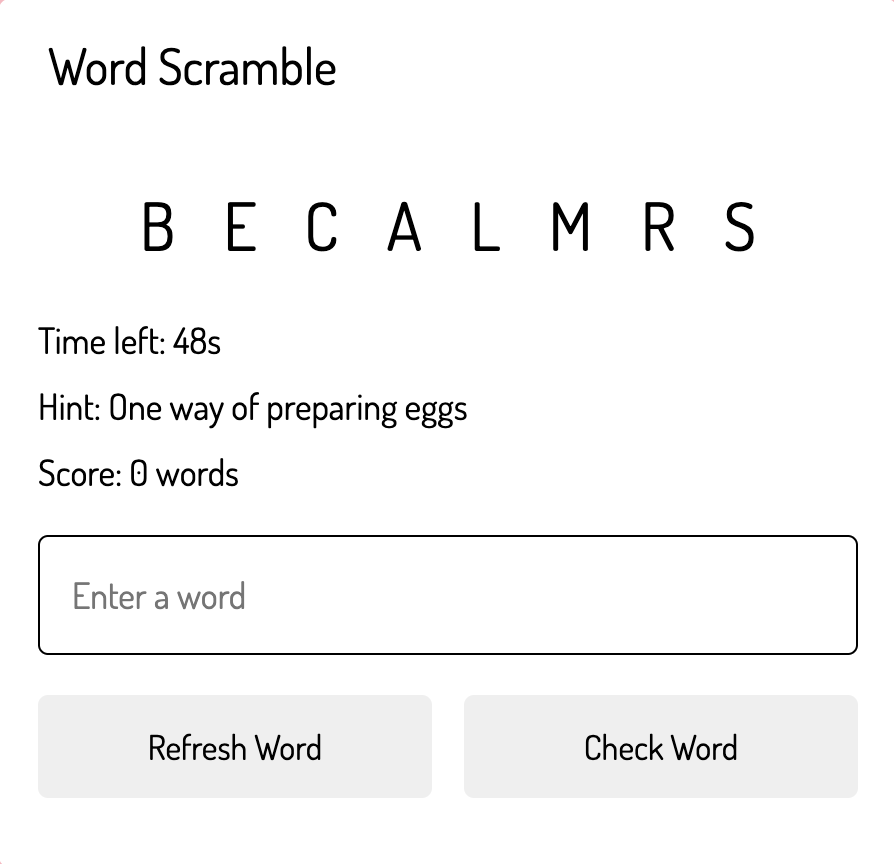 Word Scramble
B E C A L M R S
Time left: 48s
Hint: One way of preparing eggs
Score: 0 words
Enter a word
Refresh Word Check Word